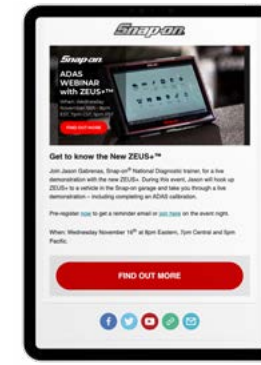 Snap-on
Snap-on
ADAS
WEBINAR
with ZEUS+™
When: Wednesday
FIND OUT MORE
Get to know the New ZEUS+™
Join Jason Gabrenas, Snap-on® National Diagnostic trainer, for a live
demonstration with the new ZEUS+. During this event, Jason will hook up
ZEUS+ to a vehicle in the Snap-on garage and take you through a live
demonstration – including completing an ADAS calibration.
Pre-register now to get a reminder email or join here on the event night.
When: Wednesday November 16th at 8pm Eastern, 7pm Central and 5pm
Pacific.
FIND OUT MORE